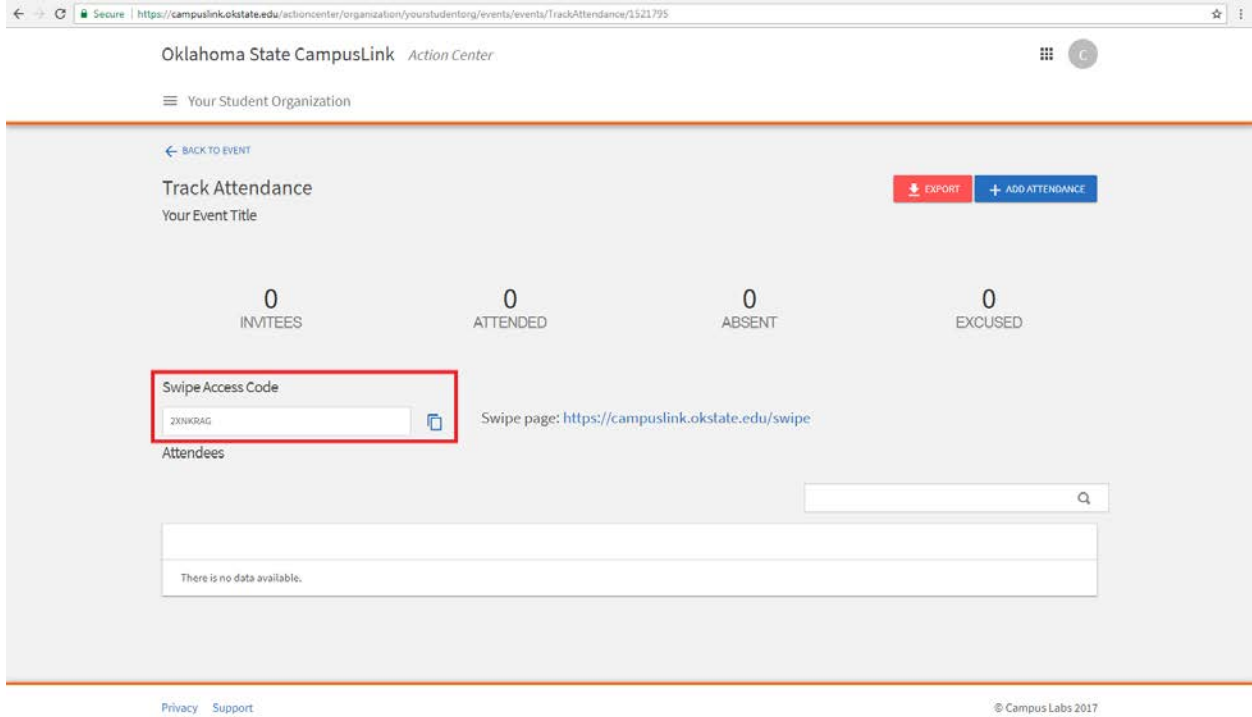 Secure https://campuslink.okstate.edu/actioncenter/organization/yourstudentorg/events/events/TrackAttendance/1521795
Oklahoma State CampusLink Action Center C
Your Student Organization
BACK TO EVENT
Track Attendance EXPORT ADD ATTENDANCE
Your Event Title
0 0 0 0
INVITEES ATTENDED ABSENT EXCUSED
Swipe Access Code
2XNKRAG Swipe page: https://campuslink.okstate.edu/swipe
Attendees
There is no data available.
Privacy Support © Campus Labs 2017